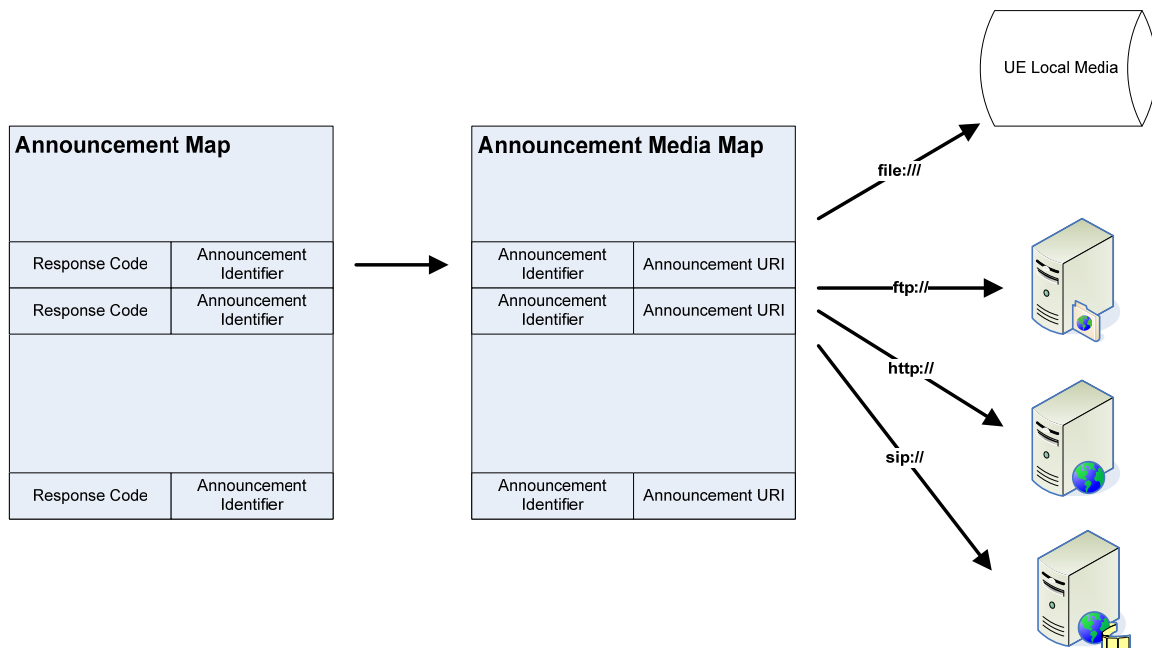 UE Local Media
Announcement Map
Announcement Media Map
file:///
Response Code
Announcement
Identifier
Announcement
Identifier
Announcement URI
Response Code
Announcement
Identifier
Announcement
Identifier
Announcement URI
ftp://
http://
sip://
Response Code
Announcement
Identifier
Announcement
Identifier
Announcement URI